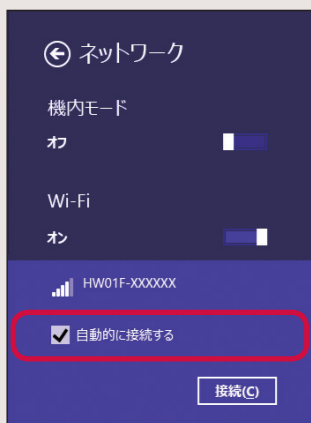 ネットワーク
機内モード
オフ
Wi-Fi
オン
HW01F-XXXXXX
自動的に接続する
接続(C)